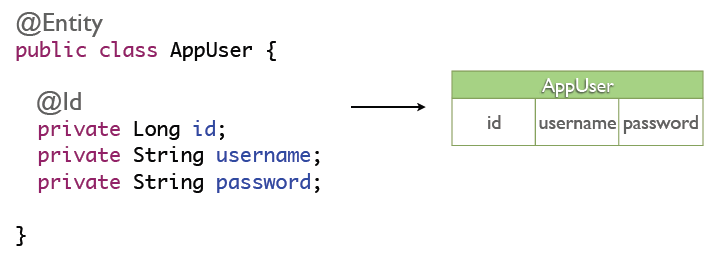 @Entity
public class AppUser {
@Id
private Long id;
private String username;
private String password;
}
AppUser
id username password